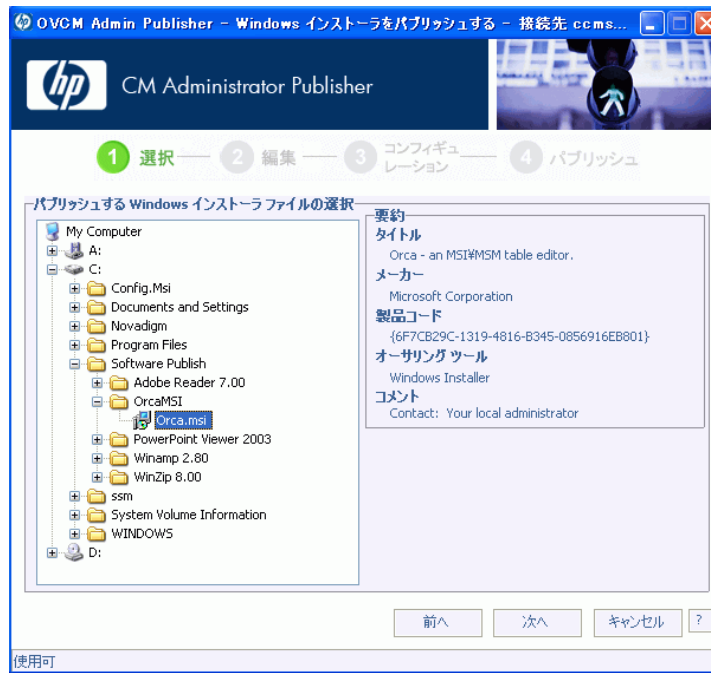 OVCM Admin Publisher - Windows インストーラをパブリッシュする - 接続先 ccms...
hp
CM Administrator Publisher
1 選択 2 編集 3 コンフィギュレーション 4 パブリッシュ
パブリッシュする Windows インストーラ ファイルの選択
My Computer
A:
C:
Config.Msi
Documents and Settings
Novadigm
Program Files
Software Publish
Adobe Reader 7.00
OrcaMSI
Orca.msi
PowerPoint Viewer 2003
Winamp 2.80
WinZip 8.00
ssm
System Volume Information
WINDOWS
D:
要約
タイトル
Orca - an MSI¥MSM table editor.
メーカー
Microsoft Corporation
製品コード
{6F7CB29C-1319-4816-B345-0856916EB801}
オーサリング ツール
Windows Installer
コメント
Contact: Your local administrator
前へ 次へ キャンセル ?
使用可